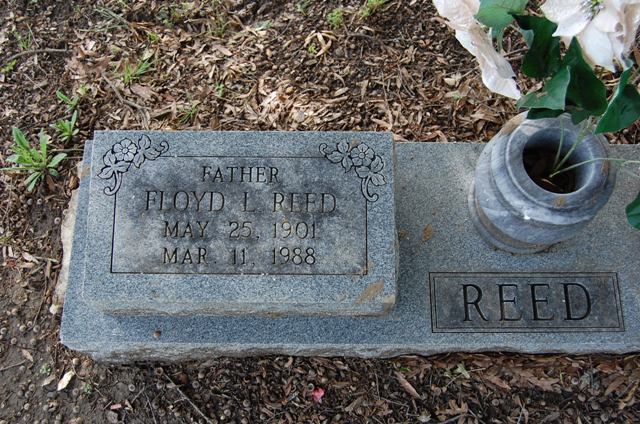 FATHER
FLOYD L. REED
MAY 25, 1901
MAR. 11, 1988
REED